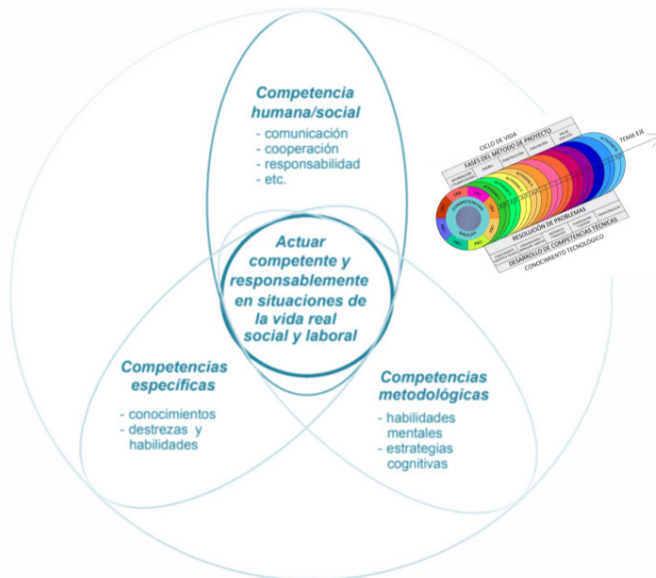 Competencia
humana/social
- comunicación
- cooperación
- responsabilidad
- etc.
Actuar
competente y
responsablemente
en situaciones de
la vida real
social y laboral
Competencias
específicas
- conocimientos
- destrezas y
habilidades
Competencias
metodológicas
- habilidades
mentales
- estrategias
cognitivas
CICLO DE VIDA
FASES DEL MÉTODO DE PROYECTO
TEMA EJE
COMPETENCIAS
BÁSICAS
RESOLUCIÓN DE PROBLEMAS
DESARROLLO DE COMPETENCIAS TÉCNICAS
CONOCIMIENTO TECNOLÓGICO